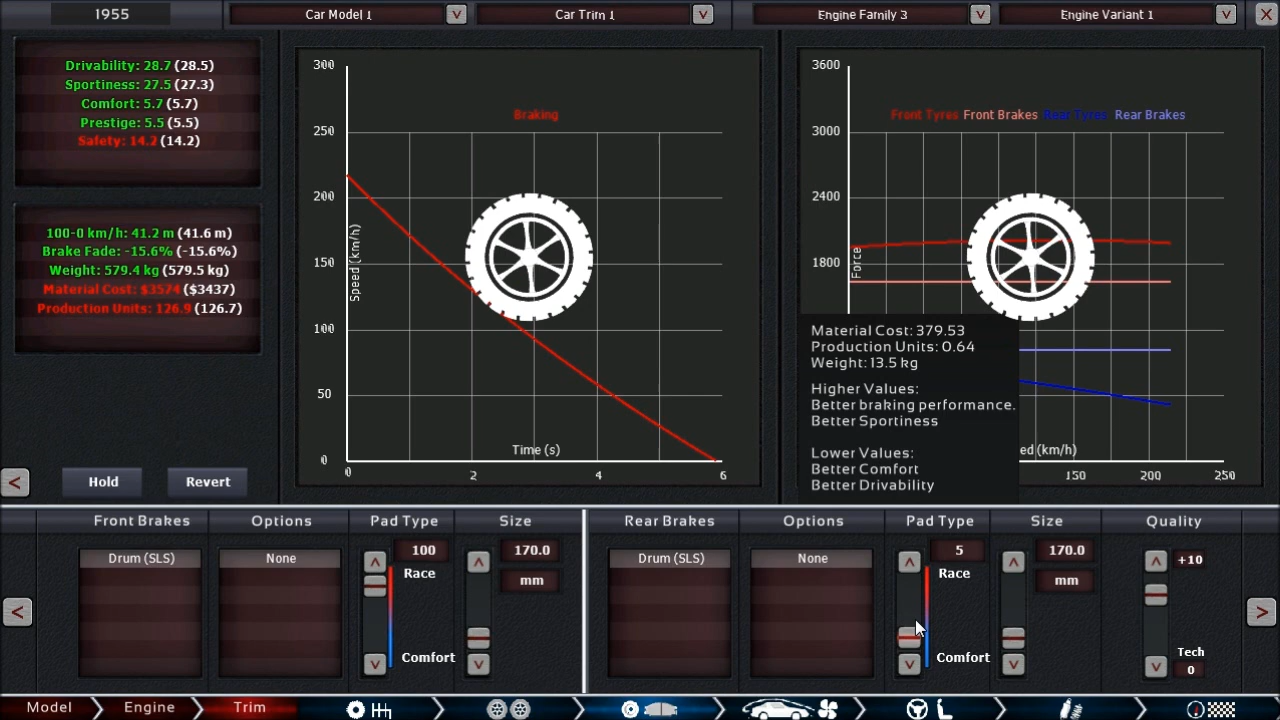 1955
Car Model 1
Car Trim 1
Engine Family 3
Engine Variant 1
Drivability: 28.7 (28.5)
Sportiness: 27.5 (27.3)
Comfort: 5.7 (5.7)
Prestige: 5.5 (5.5)
Safety: 14.2 (14.2)
100-0 km/h: 41.2 m (41.6 m)
Brake Fade: -15.6% (-15.6%)
Weight: 579.4 kg (579.5 kg)
Material Cost: $3574 ($3437)
Production Units: 126.9 (126.7)
Hold
Revert
300
250
200
150
100
50
0
Speed (km/h)
Braking
Time (s)
0
2
4
6
3600
3000
2400
1800
Force
Front Tyres Front Brakes Rear Tyres Rear Brakes
ed (km/h)
150
200
250
Material Cost: 379.53
Production Units: 0.64
Weight: 13.5 kg
Higher Values:
Better braking performance.
Better Sportiness
Lower Values:
Better Comfort
Better Drivability
Front Brakes
Options
Pad Type
Size
Rear Brakes
Options
Pad Type
Size
Quality
Drum (SLS)
None
100
Race
Comfort
170.0
mm
Drum (SLS)
None
5
Race
Comfort
170.0
mm
+10
Tech
0
Model
Engine
Trim